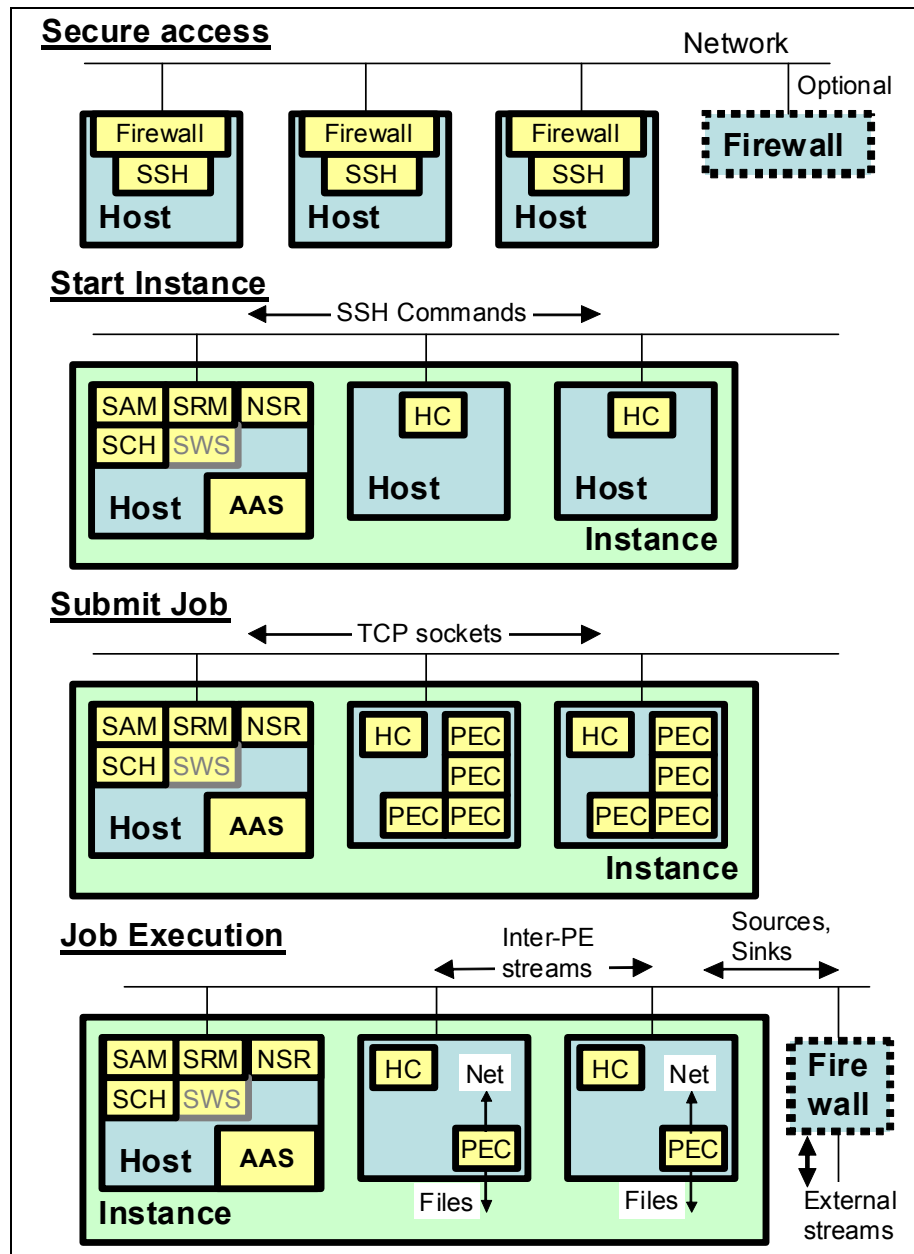 Secure access
Network
Optional
Firewall Firewall Firewall Firewall
SSH SSH SSH
Host Host Host
Start Instance
SSH Commands
SAM SRM NSR HC HC
SCH SWS
Host AAS Host Host
Instance
Submit Job
TCP sockets
SAM SRM NSR HC PEC HC PEC
SCH SWS PEC PEC
Host AAS PEC PEC PEC PEC
Instance
Job Execution
Inter-PE
streams
Sources,
Sinks
SAM SRM NSR HC Net HC Net
SCH SWS
Fire
wall
Host AAS PEC PEC
Instance Files Files
External
streams